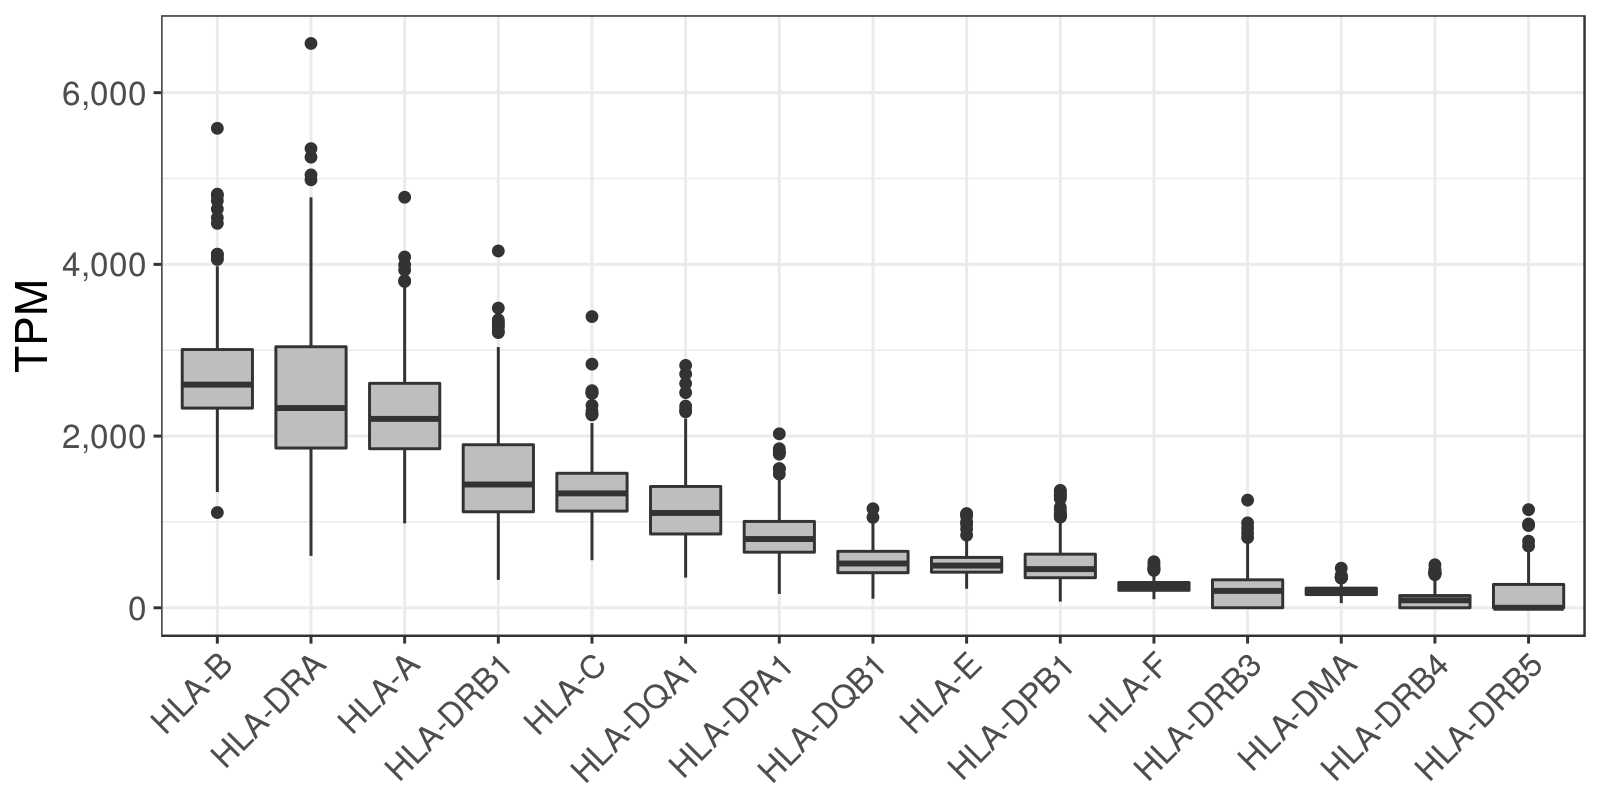 TPM
6,000
4,000
2,000
0
HLA-B
HLA-DRA
HLA-A
HLA-DRB1
HLA-C
HLA-DQA1
HLA-DPA1
HLA-DQB1
HLA-E
HLA-DPB1
HLA-F
HLA-DRB3
HLA-DMA
HLA-DRB4
HLA-DRB5